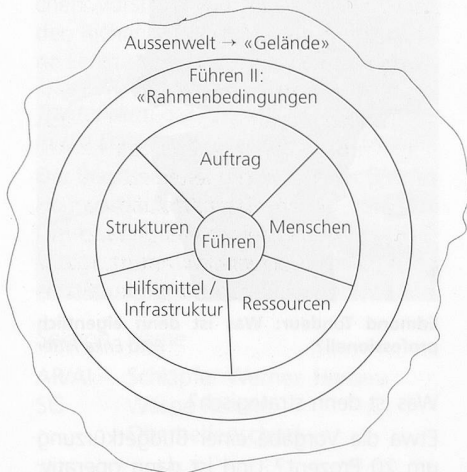 Aussenwelt → «Gelände»
Führen II:
«Rahmenbedingungen
Auftrag
Strukturen
Führen
Menschen
Hilfsmittel /
Infrastruktur
Ressourcen